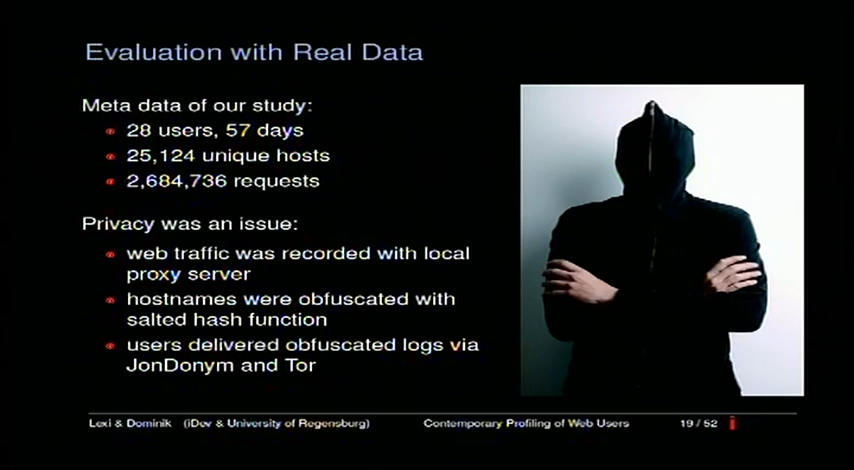 Evaluation with Real Data
Meta data of our study:
28 users, 57 days
25,124 unique hosts
2,684,736 requests
Privacy was an issue:
web traffic was recorded with local
proxy server
hostnames were obfuscated with
salted hash function
users delivered obfuscated logs via
JonDonym and Tor
Lexi & Dominik (iDev & University of Regensburg) Contemporary Profiling of Web Users 19 / 52